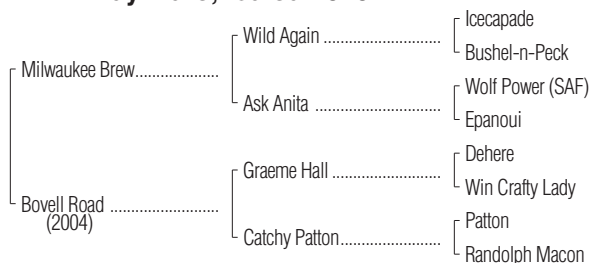 Icecapade
Wild Again
Bushel-n-Peck
Milwaukee Brew
Wolf Power (SAF)
Ask Anita
Epanoui
Dehere
Graeme Hall
Win Crafty Lady
Bovell Road
(2004)
Patton
Catchy Patton
Randolph Macon